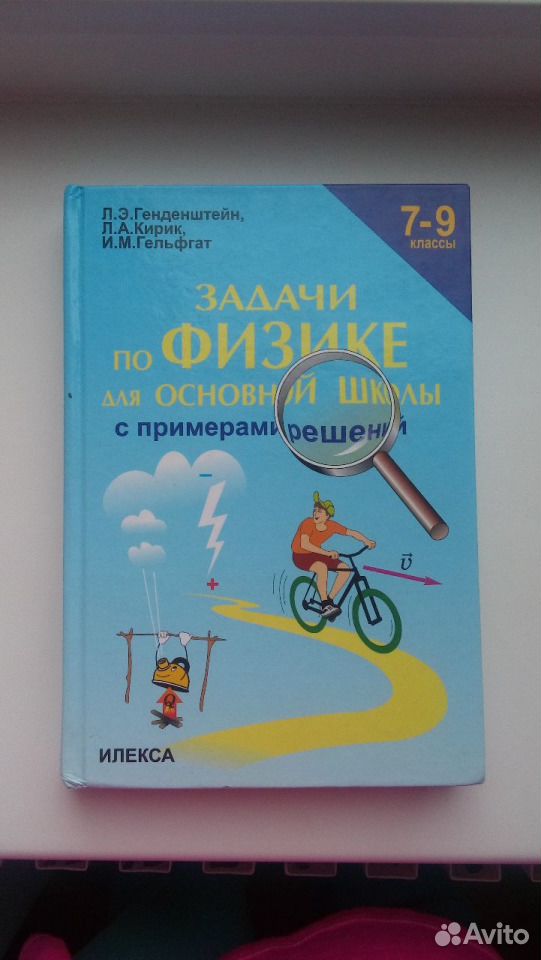 Л.Э.Генденштейн,
Л.А.Кирик,
И.М.Гельфгат
7-9
классы
ЗАДАЧИ
ПО ФИЗИКЕ
ДЛЯ ОСНОВНОЙ ШКОЛЫ
с примерами решений
−
+
v⃗
Q
ИЛЕКСА
Avito